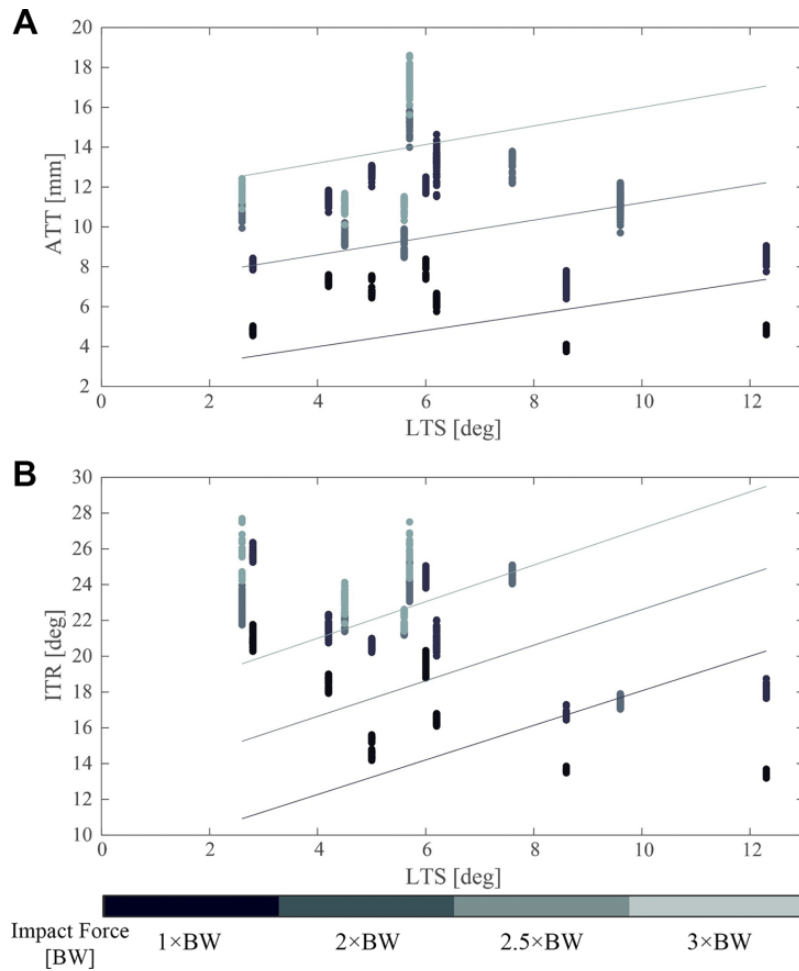 A
20
18
16
14
12
10
8
6
4
2
ATT [mm]
0 2 4 6 8 10 12
LTS [deg]
B
30
28
26
24
22
20
18
16
14
12
10
ITR [deg]
0 2 4 6 8 10 12
LTS [deg]
Impact Force
[BW]
1×BW 2×BW 2.5×BW 3×BW